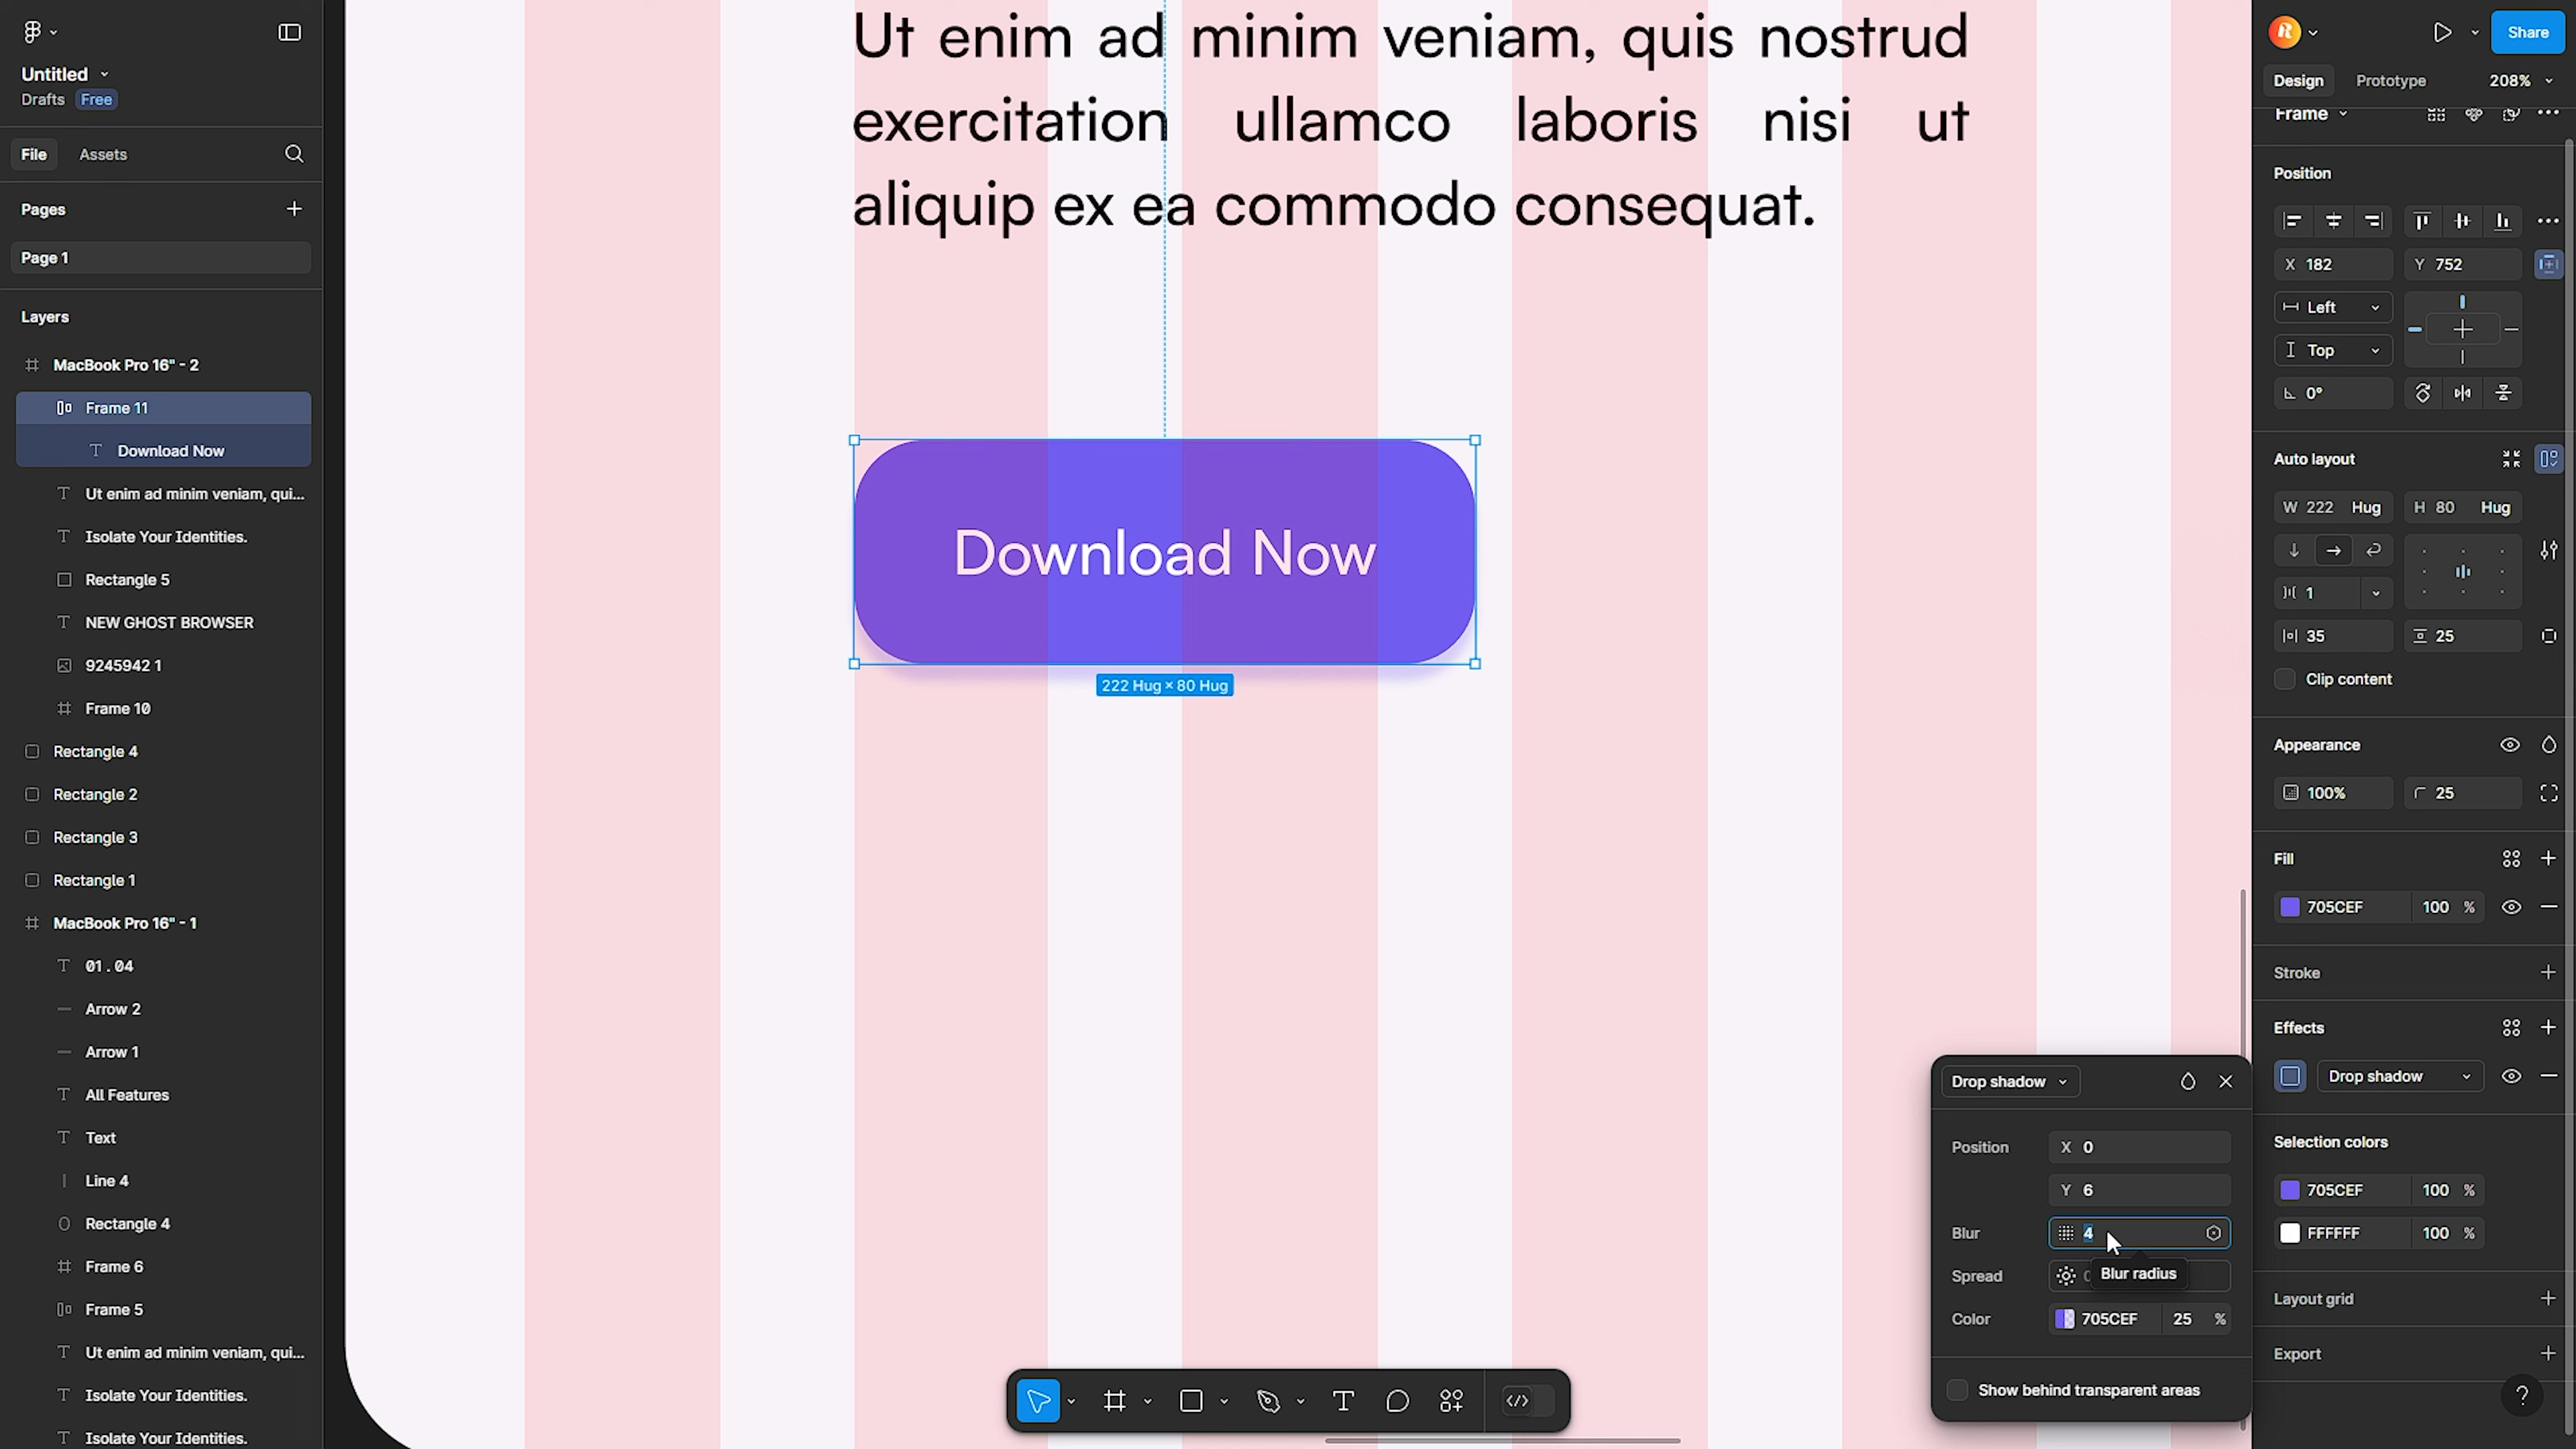 Untitled
Drafts Free
File Assets
Pages
Page 1
Layers
MacBook Pro 16" - 2
Frame 11
Download Now
Ut enim ad minim veniam, qui...
Isolate Your Identities.
Rectangle 5
NEW GHOST BROWSER
9245942 1
Frame 10
Rectangle 4
Rectangle 2
Rectangle 3
Rectangle 1
MacBook Pro 16" - 1
01 . 04
Arrow 2
Arrow 1
All Features
Text
Line 4
Rectangle 4
Frame 6
Frame 5
Ut enim ad minim veniam, qui...
Isolate Your Identities.
Isolate Your Identities.
Ut enim ad minim veniam, quis nostrud
exercitation ullamco laboris nisi ut
aliquip ex ea commodo consequat.
Download Now
222 Hug × 80 Hug
Drop shadow
Position X 0
Y 6
Blur 4
Spread
Blur radius
Color 705CEF 25 %
Show behind transparent areas
Share
Design Prototype 208%
Frame
Position
X 182 Y 752
Left
Top
0°
Auto layout
W 222 Hug H 80 Hug
1
35 25
Clip content
Appearance
100% 25
Fill
705CEF 100 %
Stroke
Effects
Drop shadow
Selection colors
705CEF 100 %
FFFFFF 100 %
Layout grid
Export
?